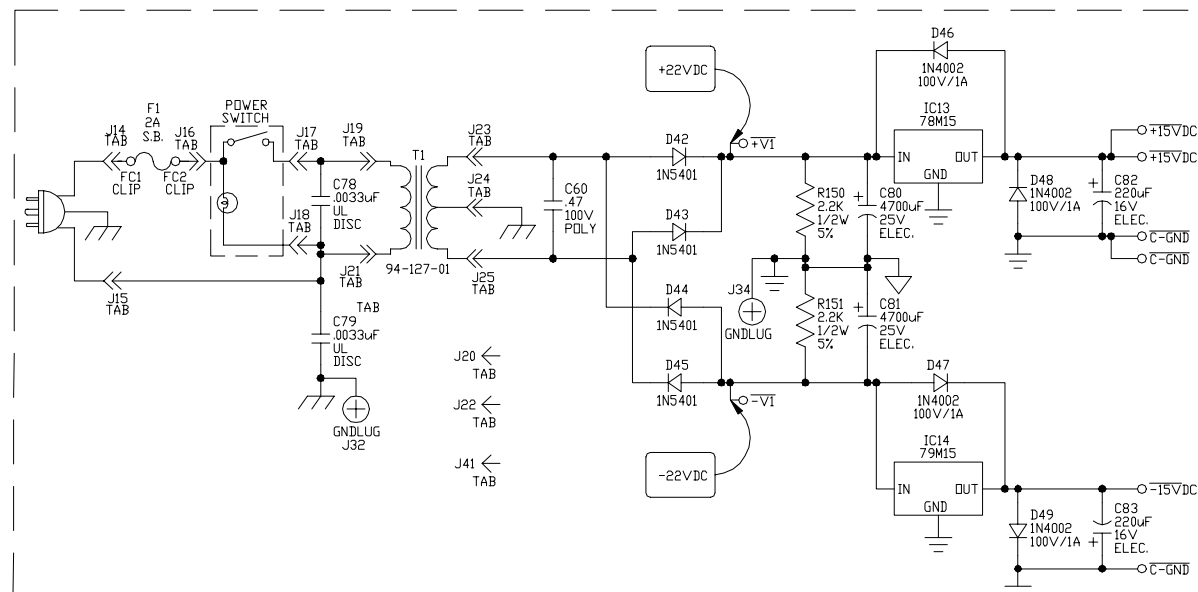 D46
1N4002
100V/1A
+22VDC
IC13
78M15
IN
OUT
GND
F1
2A
S.B.
POWER
SWITCH
J14
TAB
J16
TAB
J17
TAB
J19
TAB
J23
TAB
FC1
CLIP
FC2
CLIP
T1
J24
TAB
C78
.0033uF
UL
DISC
J18
TAB
J21
TAB
94-127-01
J25
TAB
J15
TAB
C60
.47
100V
POLY
D42
1N5401
D43
1N5401
D44
1N5401
D45
1N5401
+V1
R150
2.2K
1/2W
5%
C80
4700uF
25V
ELEC.
+
D48
1N4002
100V/1A
C82
220uF
16V
ELEC.
+
+15VDC
+15VDC
C-GND
C-GND
J34
GNDLUG
R151
2.2K
1/2W
5%
C81
4700uF
25V
ELEC.
+
TAB
C79
.0033uF
UL
DISC
GNDLUG
J32
J20
TAB
J22
TAB
J41
TAB
-V1
-22VDC
D47
1N4002
100V/1A
IC14
79M15
IN
OUT
GND
D49
1N4002
100V/1A
C83
220uF
16V
ELEC.
+
-15VDC
C-GND